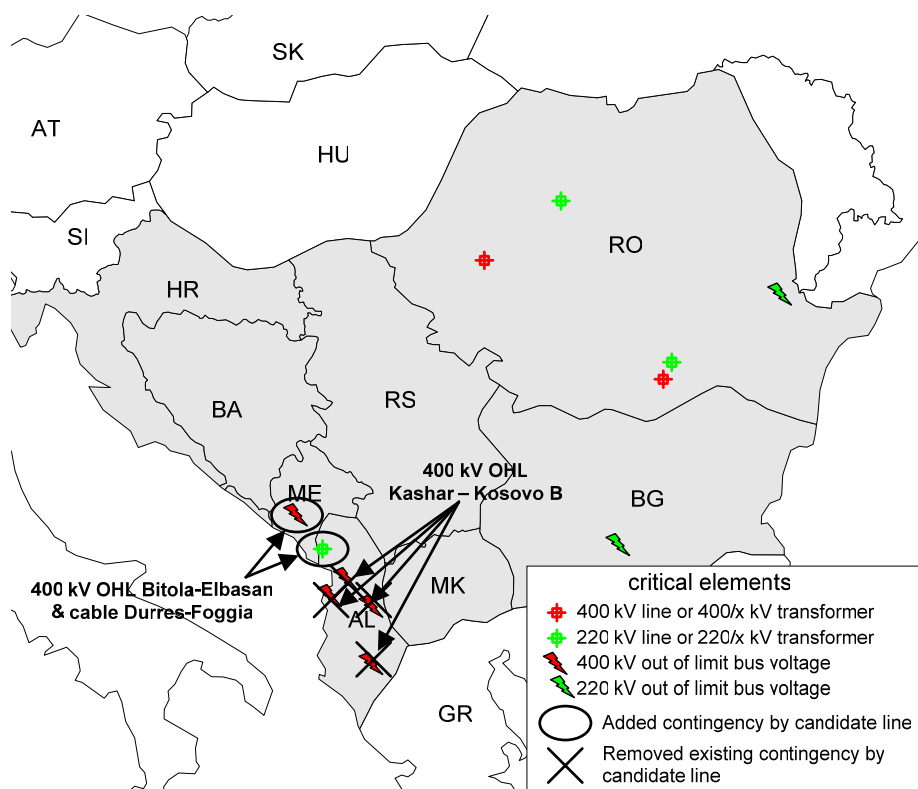 SK
AT
HU
SI
RO
HR
BA
RS
400 kV OHL
Kashar – Kosovo B
ME
BG
400 kV OHL Bitola-Elbasan
& cable Durres-Foggia
MK
AL
GR
critical elements
400 kV line or 400/x kV transformer
220 kV line or 220/x kV transformer
400 kV out of limit bus voltage
220 kV out of limit bus voltage
Added contingency by candidate line
Removed existing contingency by
candidate line